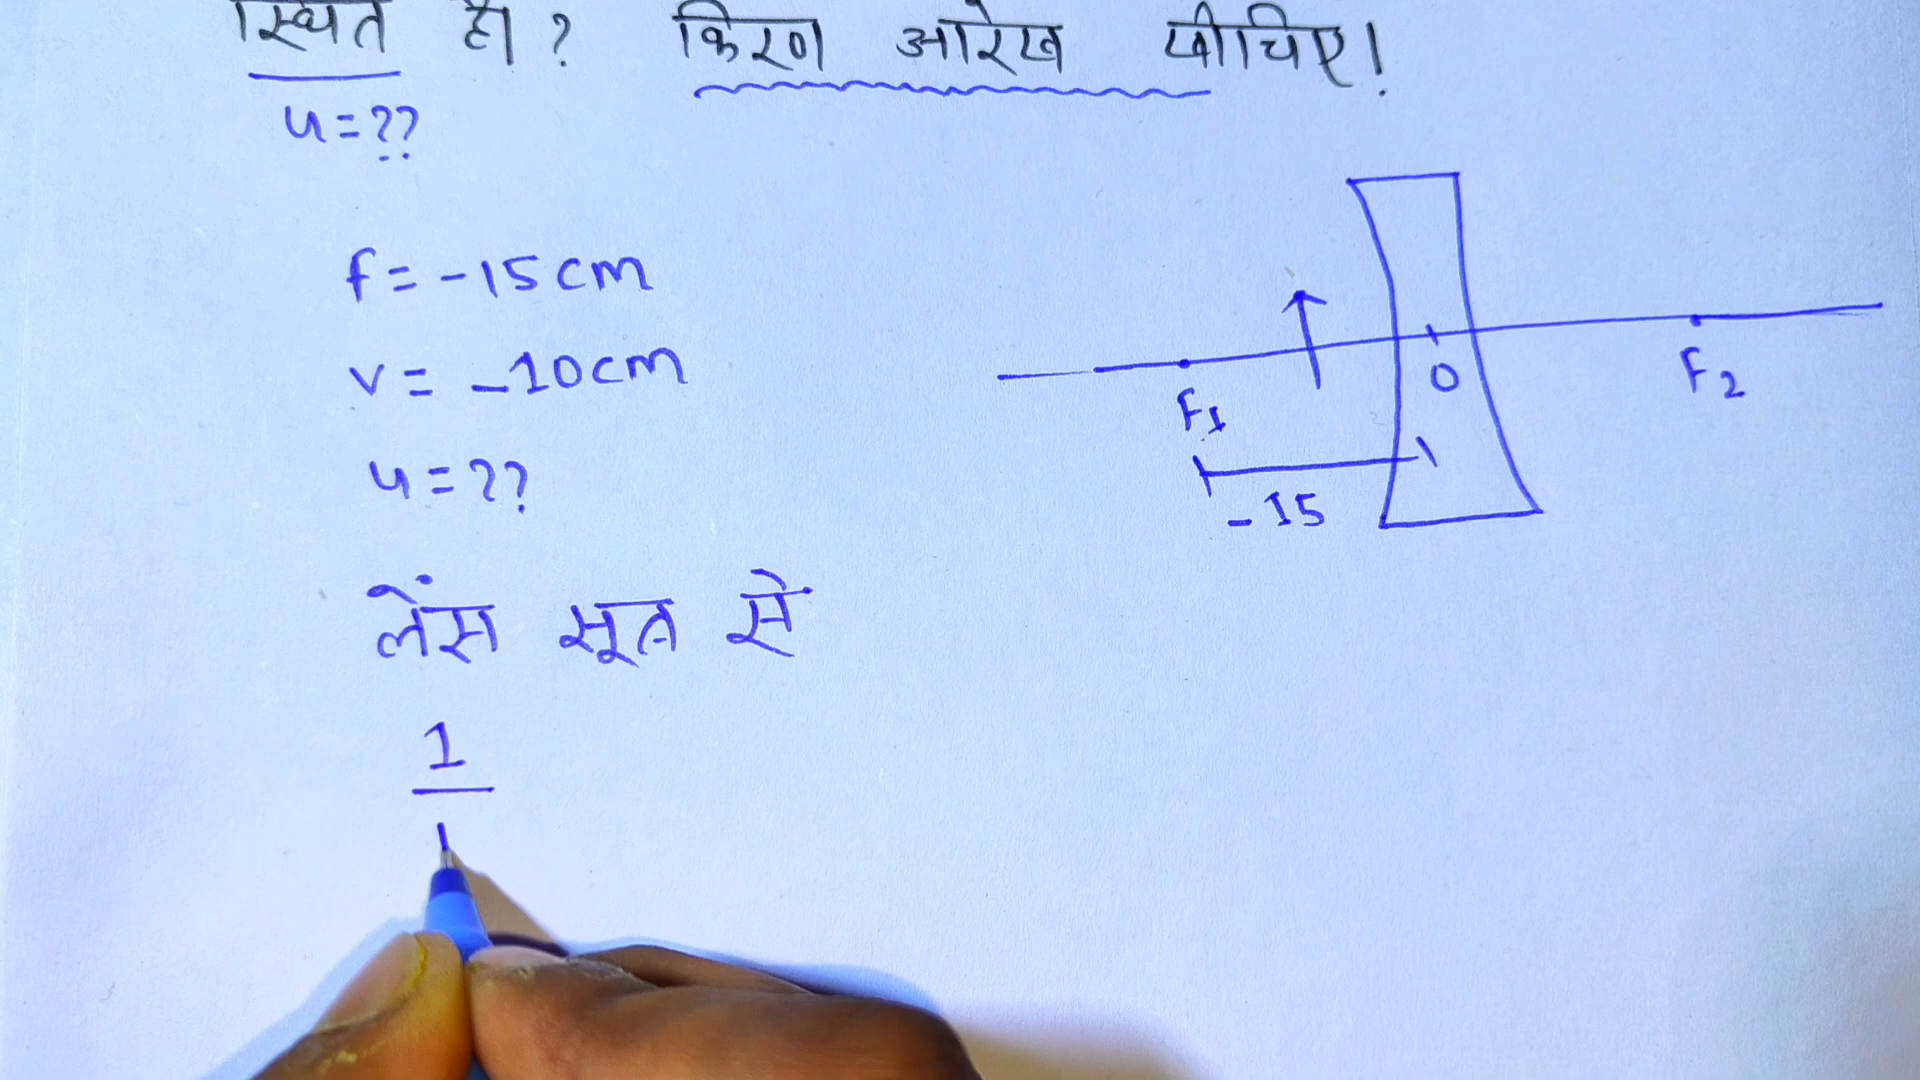 स्थित हो? किरण आरेख खींचिए।
u=??
f=-15cm
v= -10cm
u=??
F1
O
F2
-15
लेंस सूत्र से
1